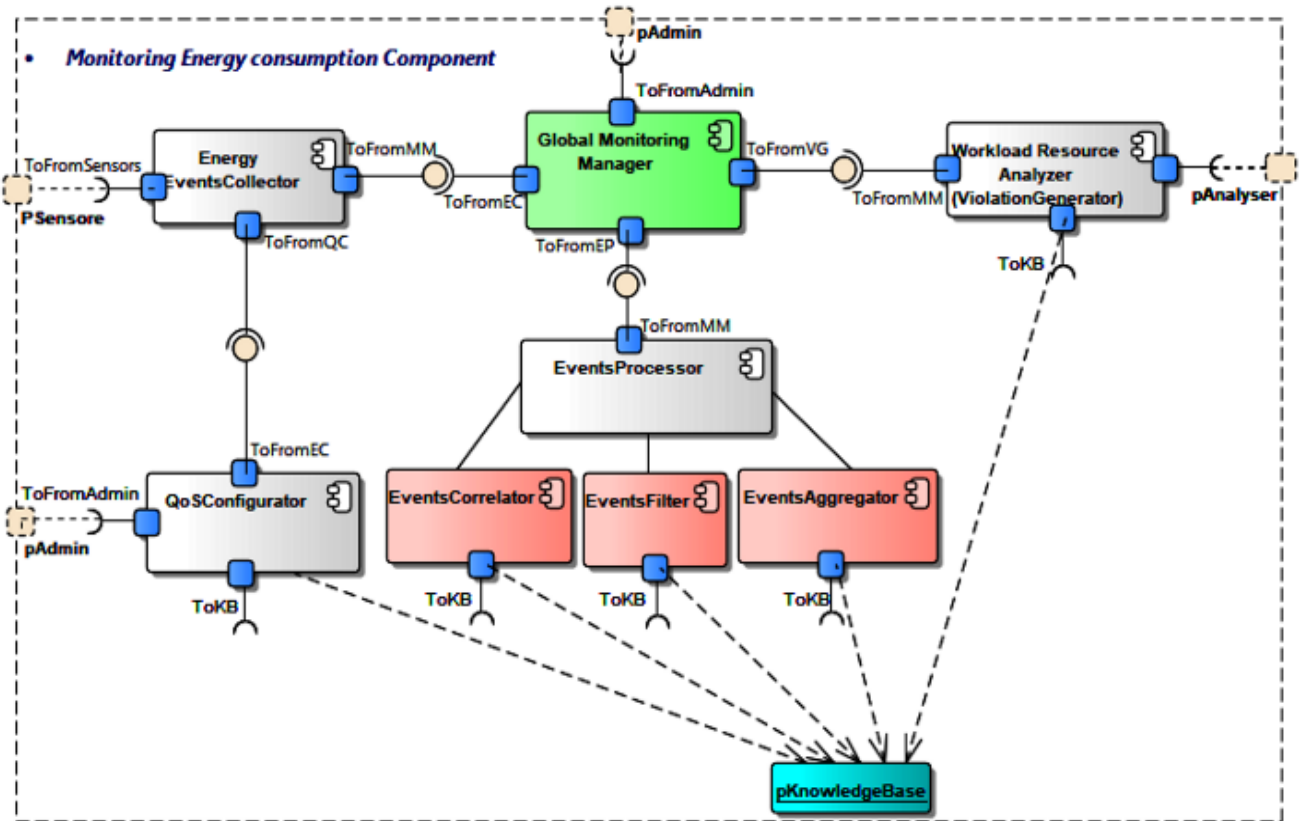 pAdmin
• Monitoring Energy consumption Component
ToFromAdmin
Global Monitoring
Manager
Energy
EventsCollector
ToFromMM
ToFromVG
Workload Resource
Analyzer
(ViolationGenerator)
ToFromSensors
PSensore
ToFromEC
ToFromMM
pAnalyser
ToFromQC
ToFromEP
ToKB
ToFromMM
EventsProcessor
ToFromEC
ToFromAdmin
QoSConfigurator
EventsCorrelator
EventsFilter
EventsAggregator
pAdmin
ToKB
ToKB
ToKB
ToKB
pKnowledgeBase